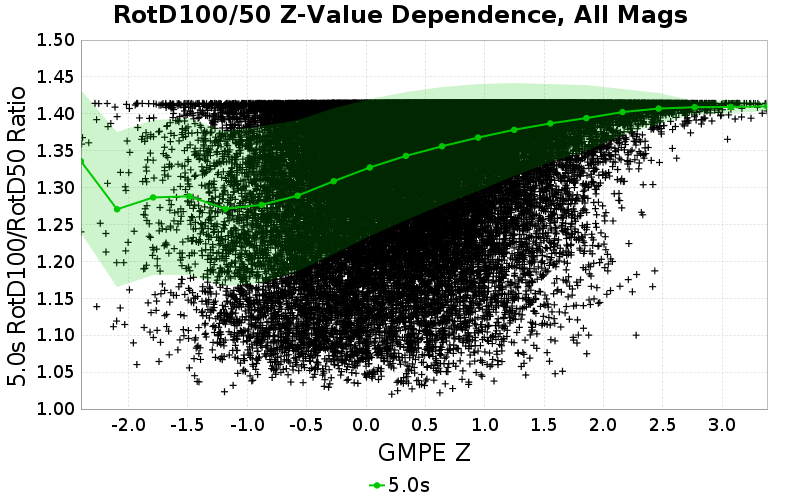 RotD100/50 Z-Value Dependence, All Mags
5.0s RotD100/RotD50 Ratio
1.50
1.45
1.40
1.35
1.30
1.25
1.20
1.15
1.10
1.05
1.00
-2.0 -1.5 -1.0 -0.5 0.0 0.5 1.0 1.5 2.0 2.5 3.0
GMPE Z
5.0s